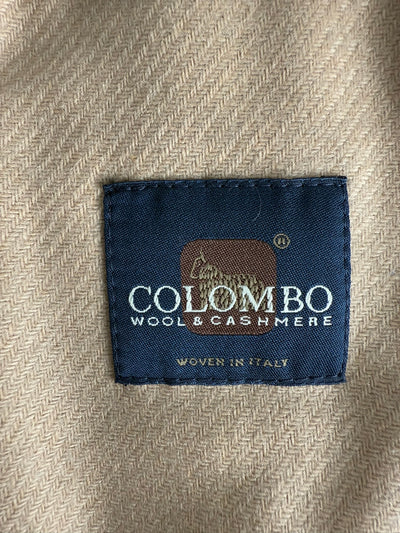 ®
COLOMBO
WOOL & CASHMERE
WOVEN IN ITALY